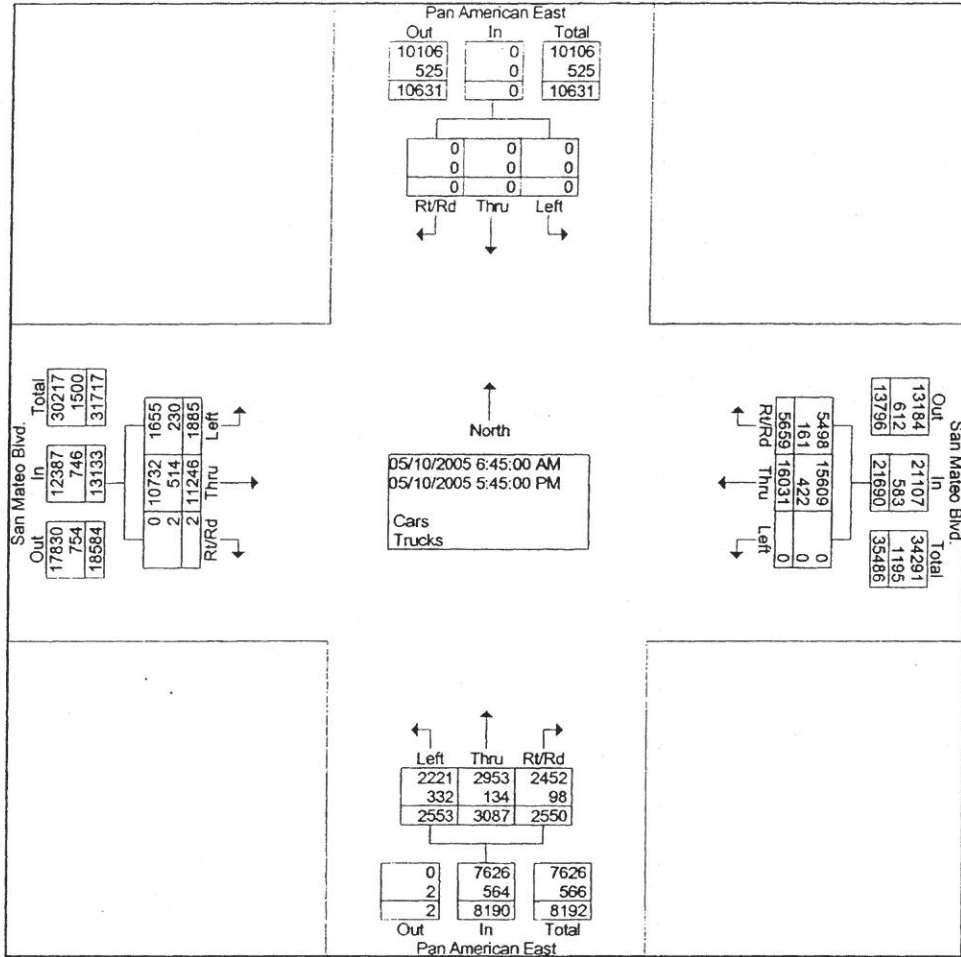 Pan American East
Out In Total
10106 0 10106
525 0 525
10631 0 10631
0 0 0
0 0 0
0 0 0
Rt/Rd Thru Left
San Mateo Blvd.
Total In Out
30217 12387 17830
1500 746 754
31717 13133 18584
Left Thru Rt/Rd
1655 10732 0
230 514 2
1885 11246 2
North
05/10/2005 6:45:00 AM
05/10/2005 5:45:00 PM
Cars
Trucks
Rt/Rd Thru Left
5498 15609 0
161 422 0
5659 16031 0
San Mateo Blvd.
Out In Total
13184 21107 34291
612 583 1195
13796 21690 35486
Left Thru Rt/Rd
2221 2953 2452
332 134 98
2553 3087 2550
0 7626 7626
2 564 566
2 8190 8192
Out In Total
Pan American East